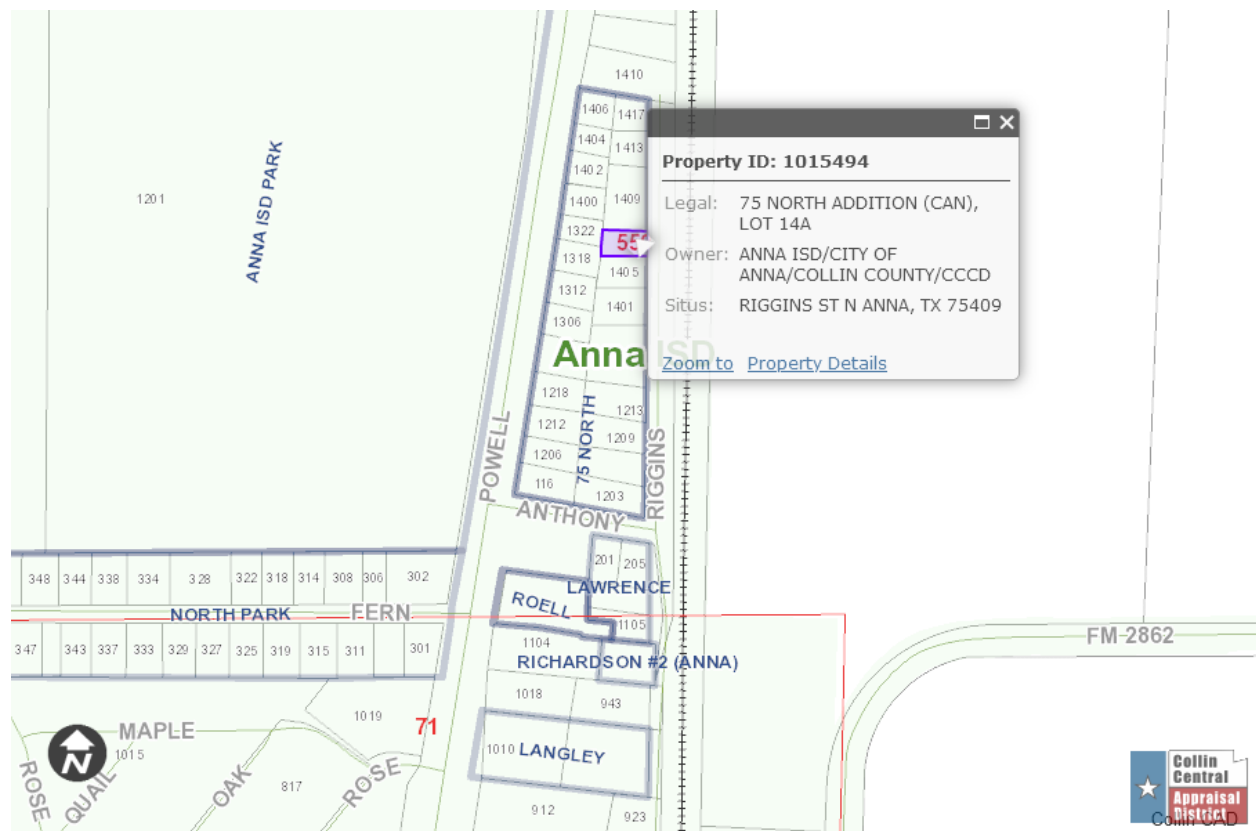 1410
1406
1417
1404
1413
1402
1400
1409
1322
55
1318
1405
1312
1401
1306
Property ID: 1015494
Legal: 75 NORTH ADDITION (CAN),
LOT 14A
Owner: ANNA ISD/CITY OF
ANNA/COLLIN COUNTY/CCCD
Situs: RIGGINS ST N ANNA, TX 75409
Zoom to Property Details
1201
ANNA ISD PARK
Anna ISD
1218
1213
1212
1209
1206
116
1203
75 NORTH
POWELL
RIGGINS
ANTHONY
348 344 338 334 328 322 318 314 308 306 302
201 205
LAWRENCE
ROELL
NORTH PARK FERN
1105
FM 2862
347 343 337 333 329 327 325 319 315 311 301
1104
RICHARDSON #2 (ANNA)
1018
943
1019
71
MAPLE
N
1015
1010 LANGLEY
ROSE
QUAIL
OAK
817
ROSE
912
923
Collin
Central
Appraisal
District
Collin CAD